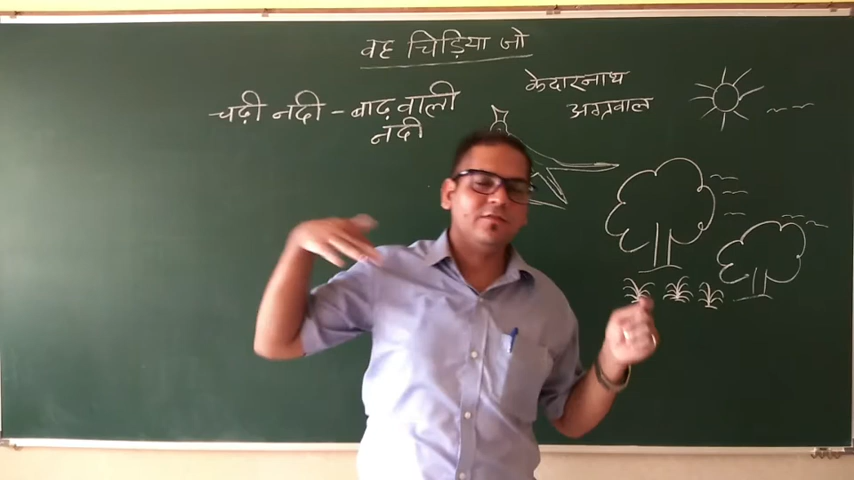 वह चिड़िया जो
केदारनाथ
अग्रवाल
चढ़ी नदी - बाढ़ वाली
नदी